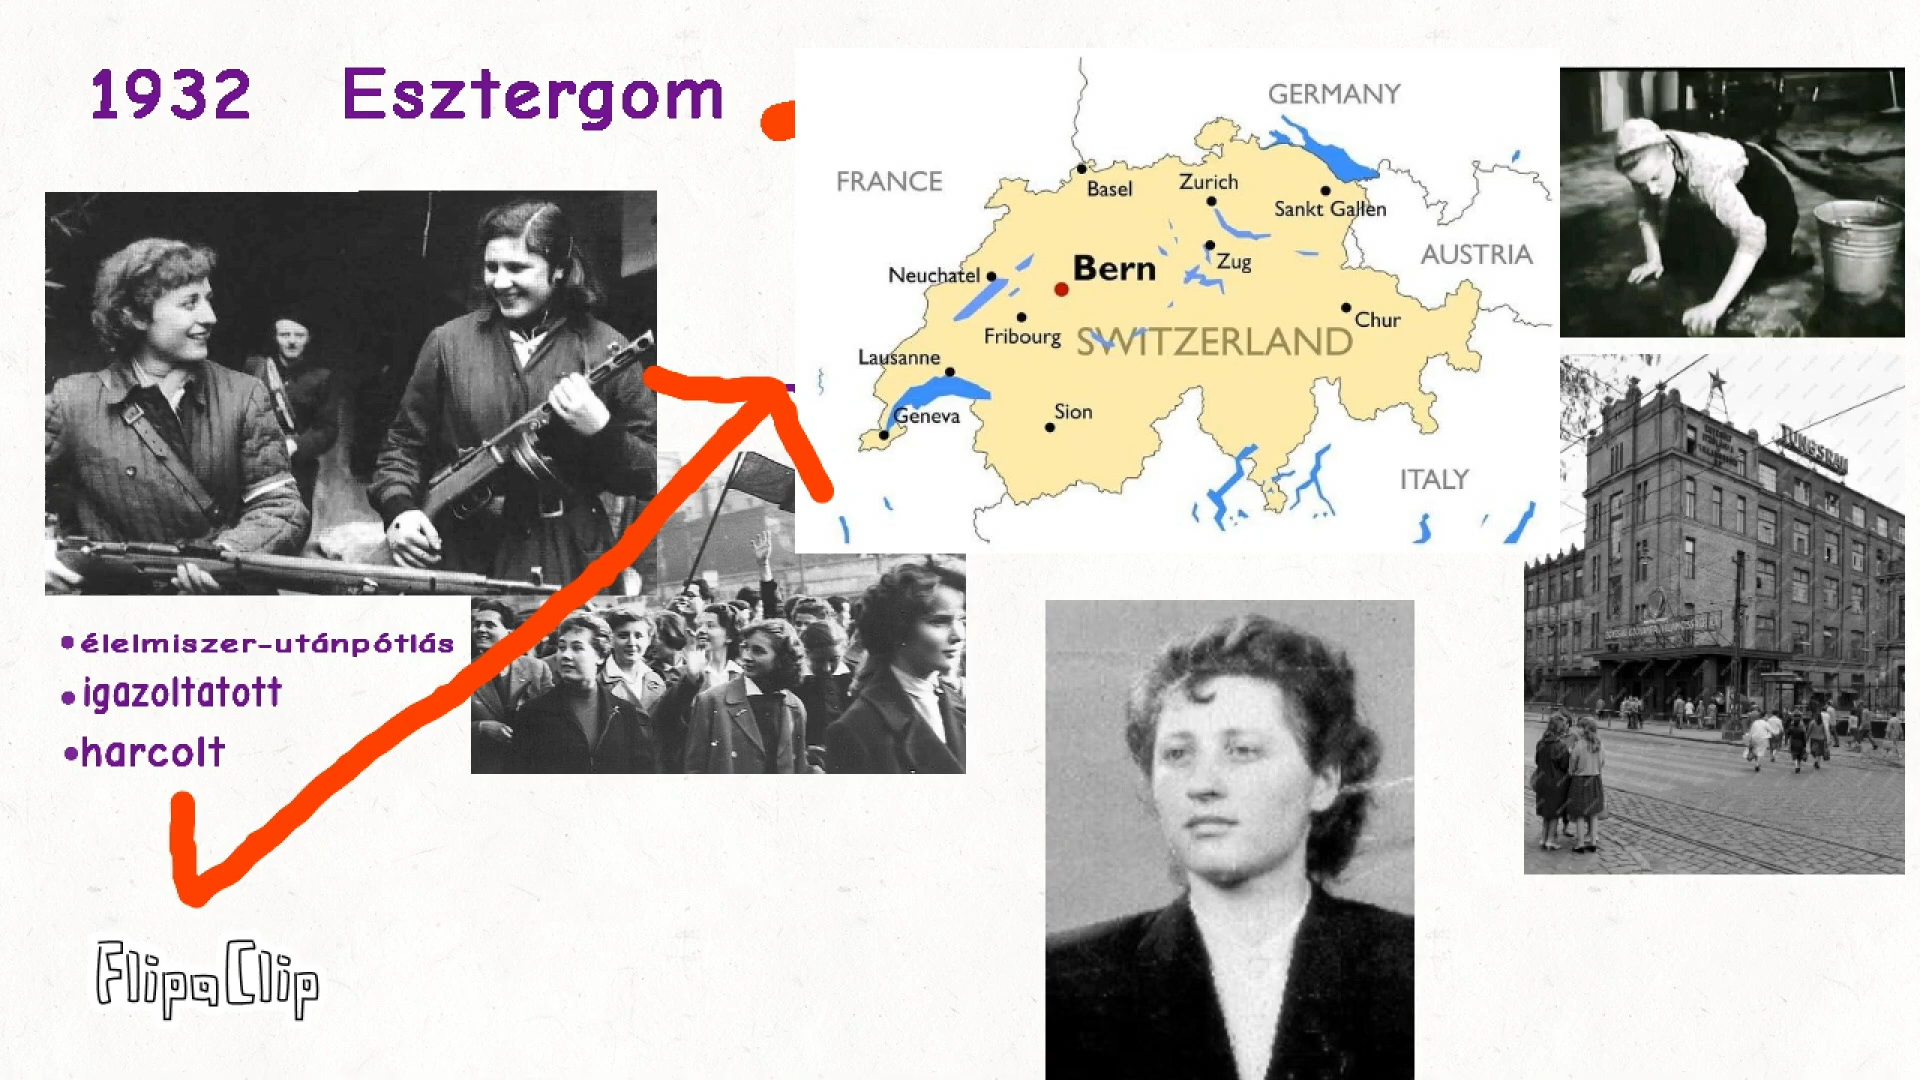 1932 Esztergom
GERMANY
FRANCE
Basel
Zurich
Sankt Gallen
AUSTRIA
Neuchatel
Bern
Zug
Fribourg
SWITZERLAND
Chur
Lausanne
Geneva
Sion
ITALY
TUNGSRAM
•élelmiszer-utánpótlás
•igazoltatott
•harcolt
FlipaClip